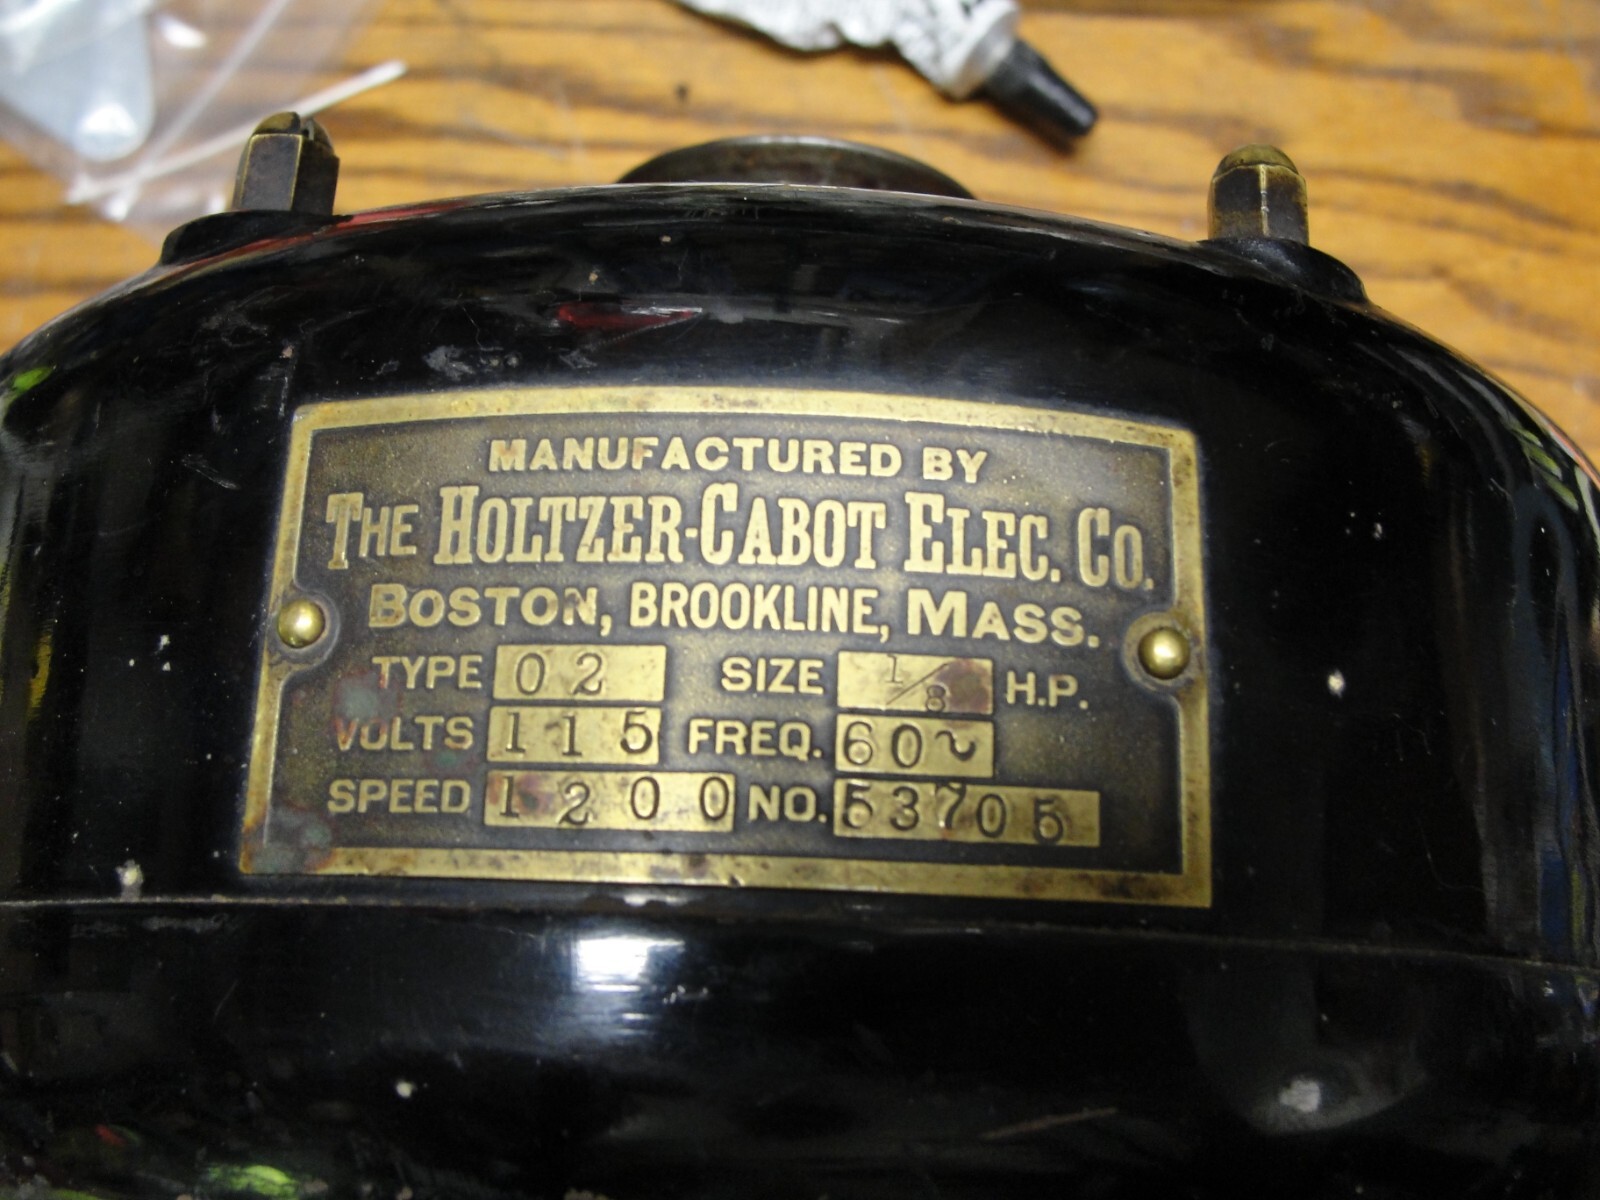 MANUFACTURED BY
THE HOLTZER-CABOT ELEC. CO.
BOSTON, BROOKLINE, MASS.
TYPE 02 SIZE 1/8 H.P.
VOLTS 115 FREQ. 60~
SPEED 1200 NO. 53705